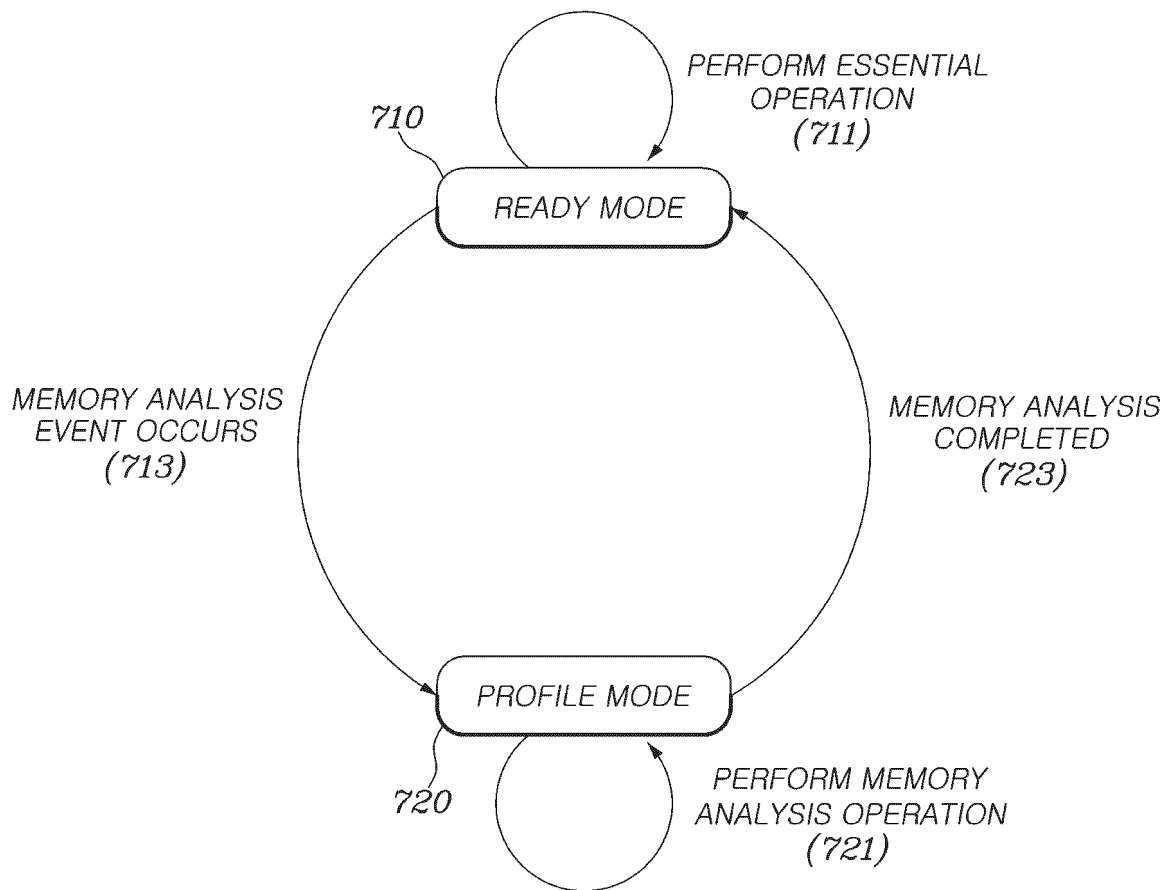 PERFORM ESSENTIAL
OPERATION
(711)
710
READY MODE
MEMORY ANALYSIS
EVENT OCCURS
(713)
MEMORY ANALYSIS
COMPLETED
(723)
PROFILE MODE
720
PERFORM MEMORY
ANALYSIS OPERATION
(721)